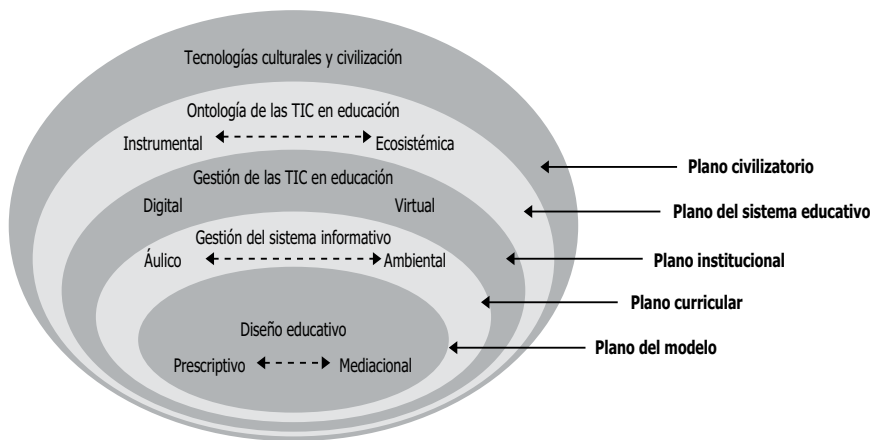 Tecnologías culturales y civilización
Ontología de las TIC en educación
Instrumental Ecosistémica
Plano civilizatorio
Gestión de las TIC en educación
Digital Virtual
Plano del sistema educativo
Gestión del sistema informativo
Áulico Ambiental
Plano institucional
Plano curricular
Diseño educativo
Plano del modelo
Prescriptivo Mediacional